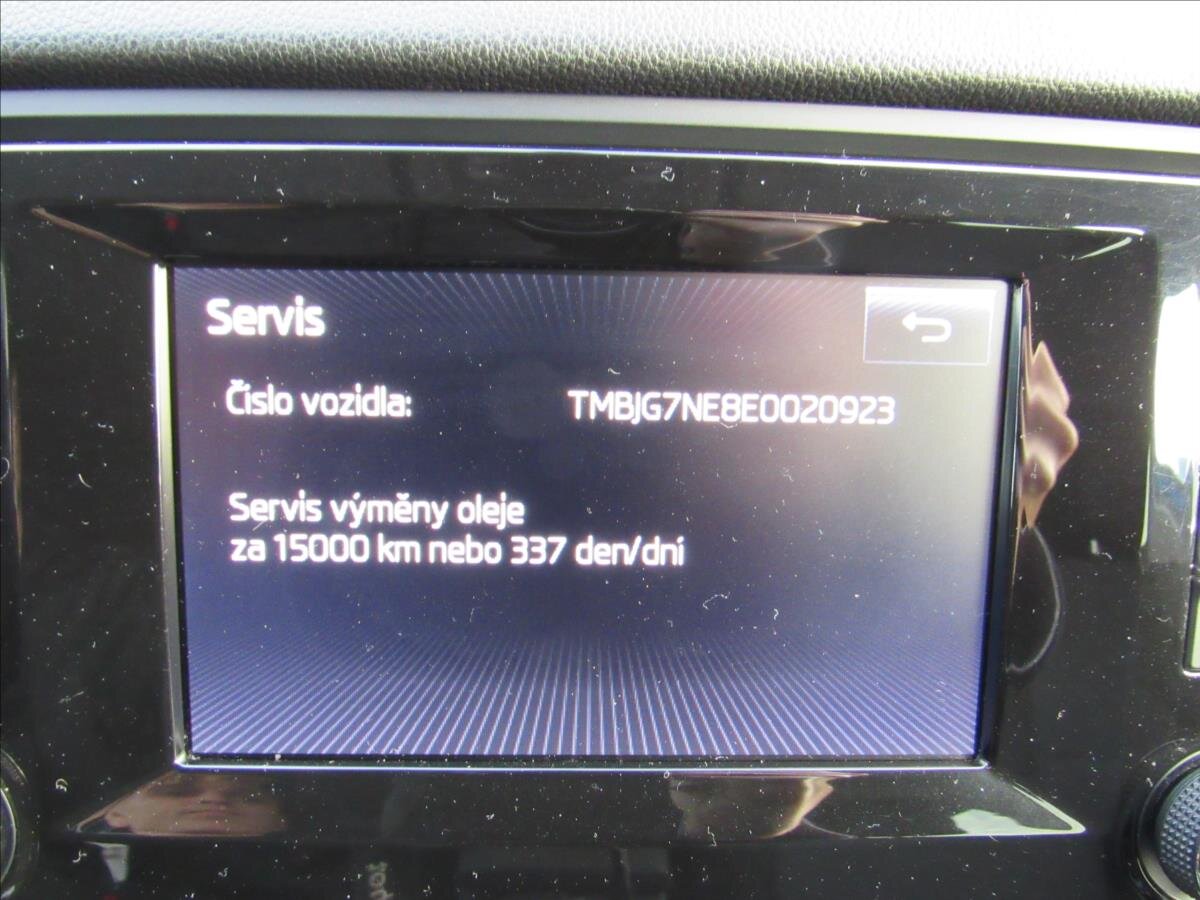 Servis
Číslo vozidla: TMBJG7NE8E0020923
Servis výměny oleje
za 15000 km nebo 337 den/dní